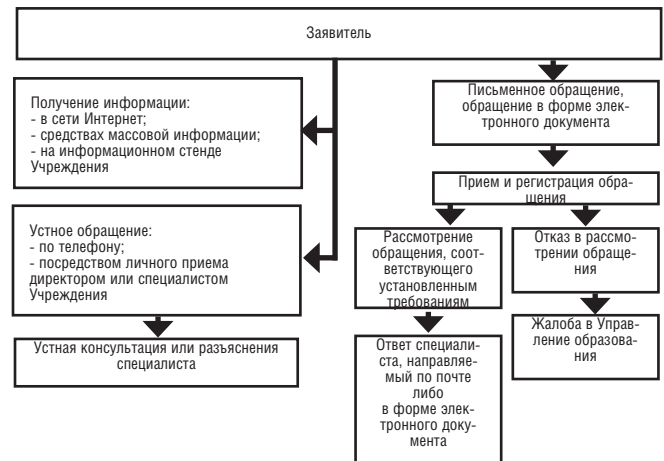 Заявитель
Получение информации:
- в сети Интернет;
- средствах массовой информации;
- на информационном стенде
Учреждения
Письменное обращение,
обращение в форме элек-
тронного документа
Прием и регистрация обра-
щения
Устное обращение:
- по телефону;
- посредством личного приема
директором или специалистом
Учреждения
Рассмотрение
обращения, соот-
ветствующего
установленным
требованиям
Отказ в рассмо-
трении обраще-
ния
Устная консультация или разъяснения
специалиста
Ответ специали-
ста, направляе-
мый по почте
либо
в форме элек-
тронного доку-
мента
Жалоба в Управ-
ление образова-
ния